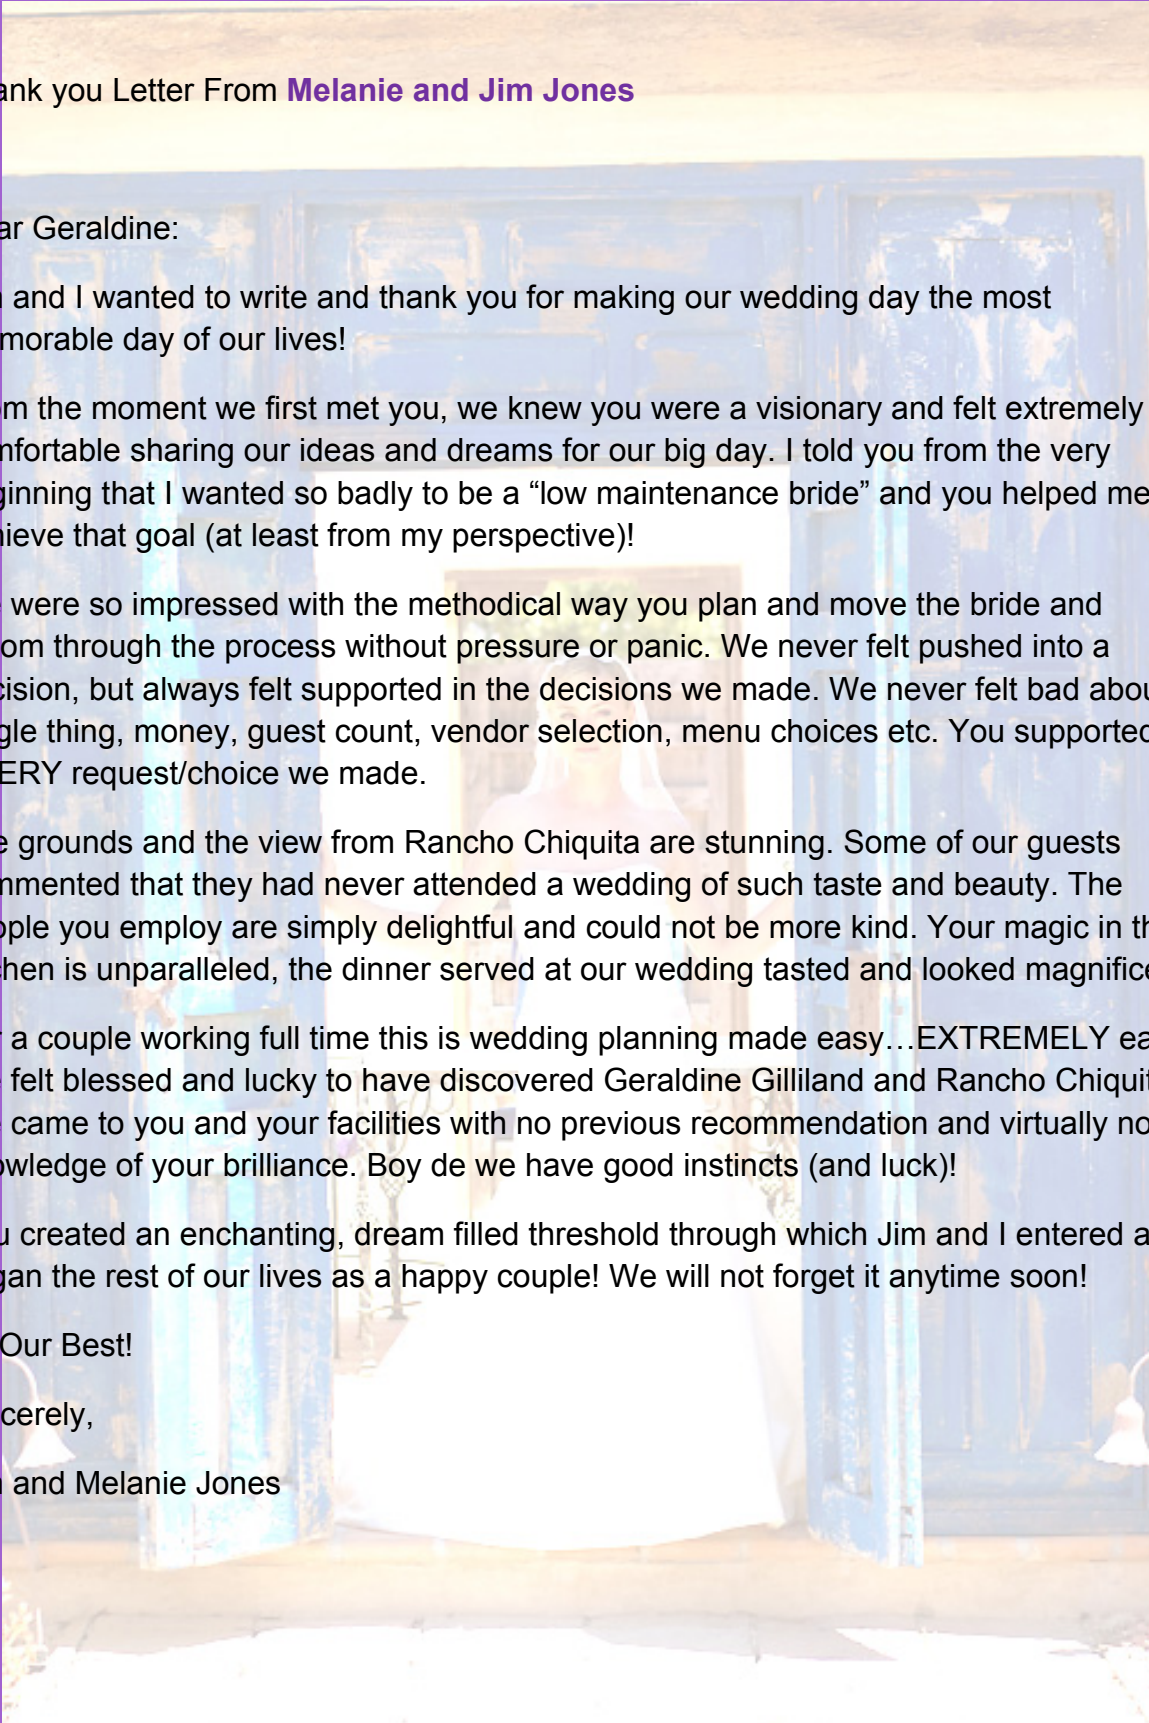 ank you Letter From Melanie and Jim Jones
ar Geraldine:
and I wanted to write and thank you for making our wedding day the most
morable day of our lives!
om the moment we first met you, we knew you were a visionary and felt extremely
mfortable sharing our ideas and dreams for our big day. I told you from the very
ginning that I wanted so badly to be a “low maintenance bride” and you helped me
hieve that goal (at least from my perspective)!
were so impressed with the methodical way you plan and move the bride and
oom through the process without pressure or panic. We never felt pushed into a
cision, but always felt supported in the decisions we made. We never felt bad abou
gle thing, money, guest count, vendor selection, menu choices etc. You supported
ERY request/choice we made.
e grounds and the view from Rancho Chiquita are stunning. Some of our guests
mmented that they had never attended a wedding of such taste and beauty. The
ople you employ are simply delightful and could not be more kind. Your magic in th
chen is unparalleled, the dinner served at our wedding tasted and looked magnifice
r a couple working full time this is wedding planning made easy…EXTREMELY ea
e felt blessed and lucky to have discovered Geraldine Gilliland and Rancho Chiquit
came to you and your facilities with no previous recommendation and virtually no
owledge of your brilliance. Boy de we have good instincts (and luck)!
u created an enchanting, dream filled threshold through which Jim and I entered a
gan the rest of our lives as a happy couple! We will not forget it anytime soon!
Our Best!
cerely,
and Melanie Jones